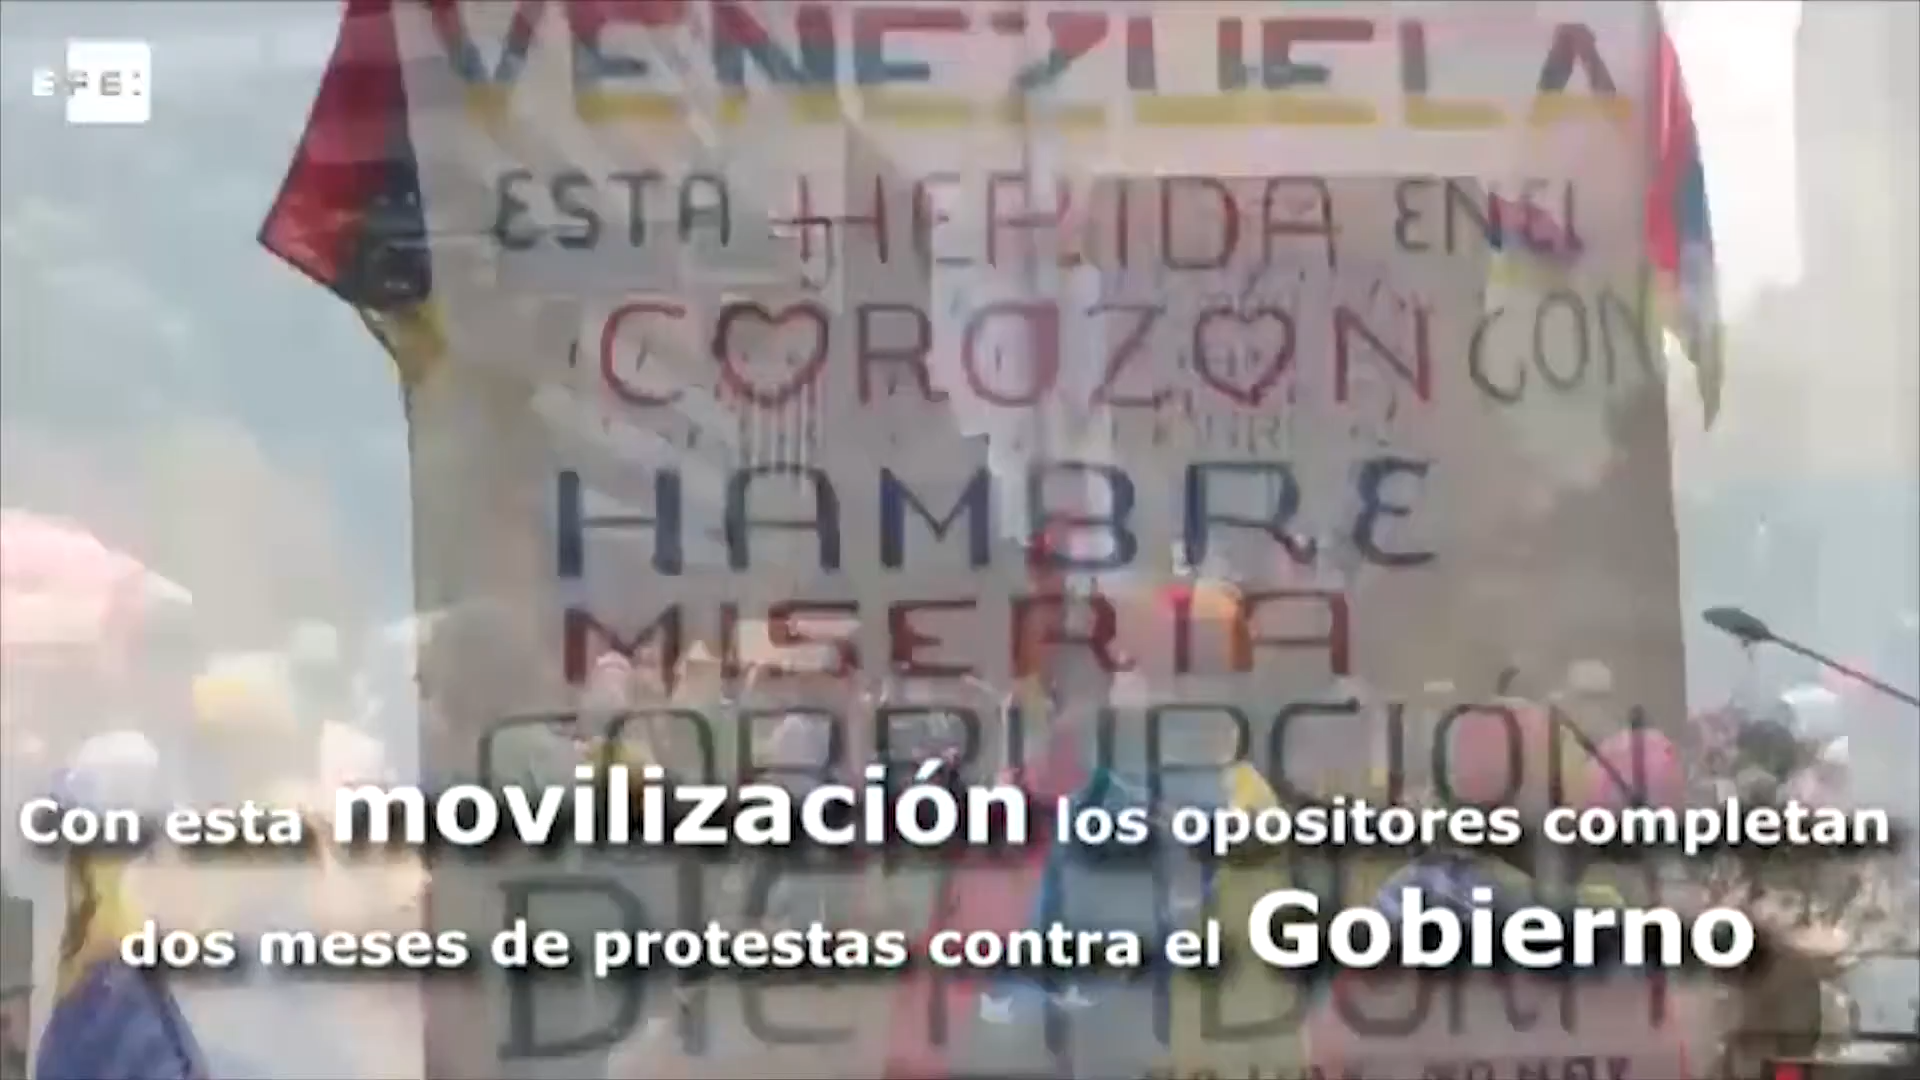 EFE:
VENEZUELA
ESTA HERIDA EN EL
CORAZÓN CON
HAMBRE
MISERIA
CORRUPCIÓN
Con esta movilización los opositores completan
dos meses de protestas contra el Gobierno
DICTADURA